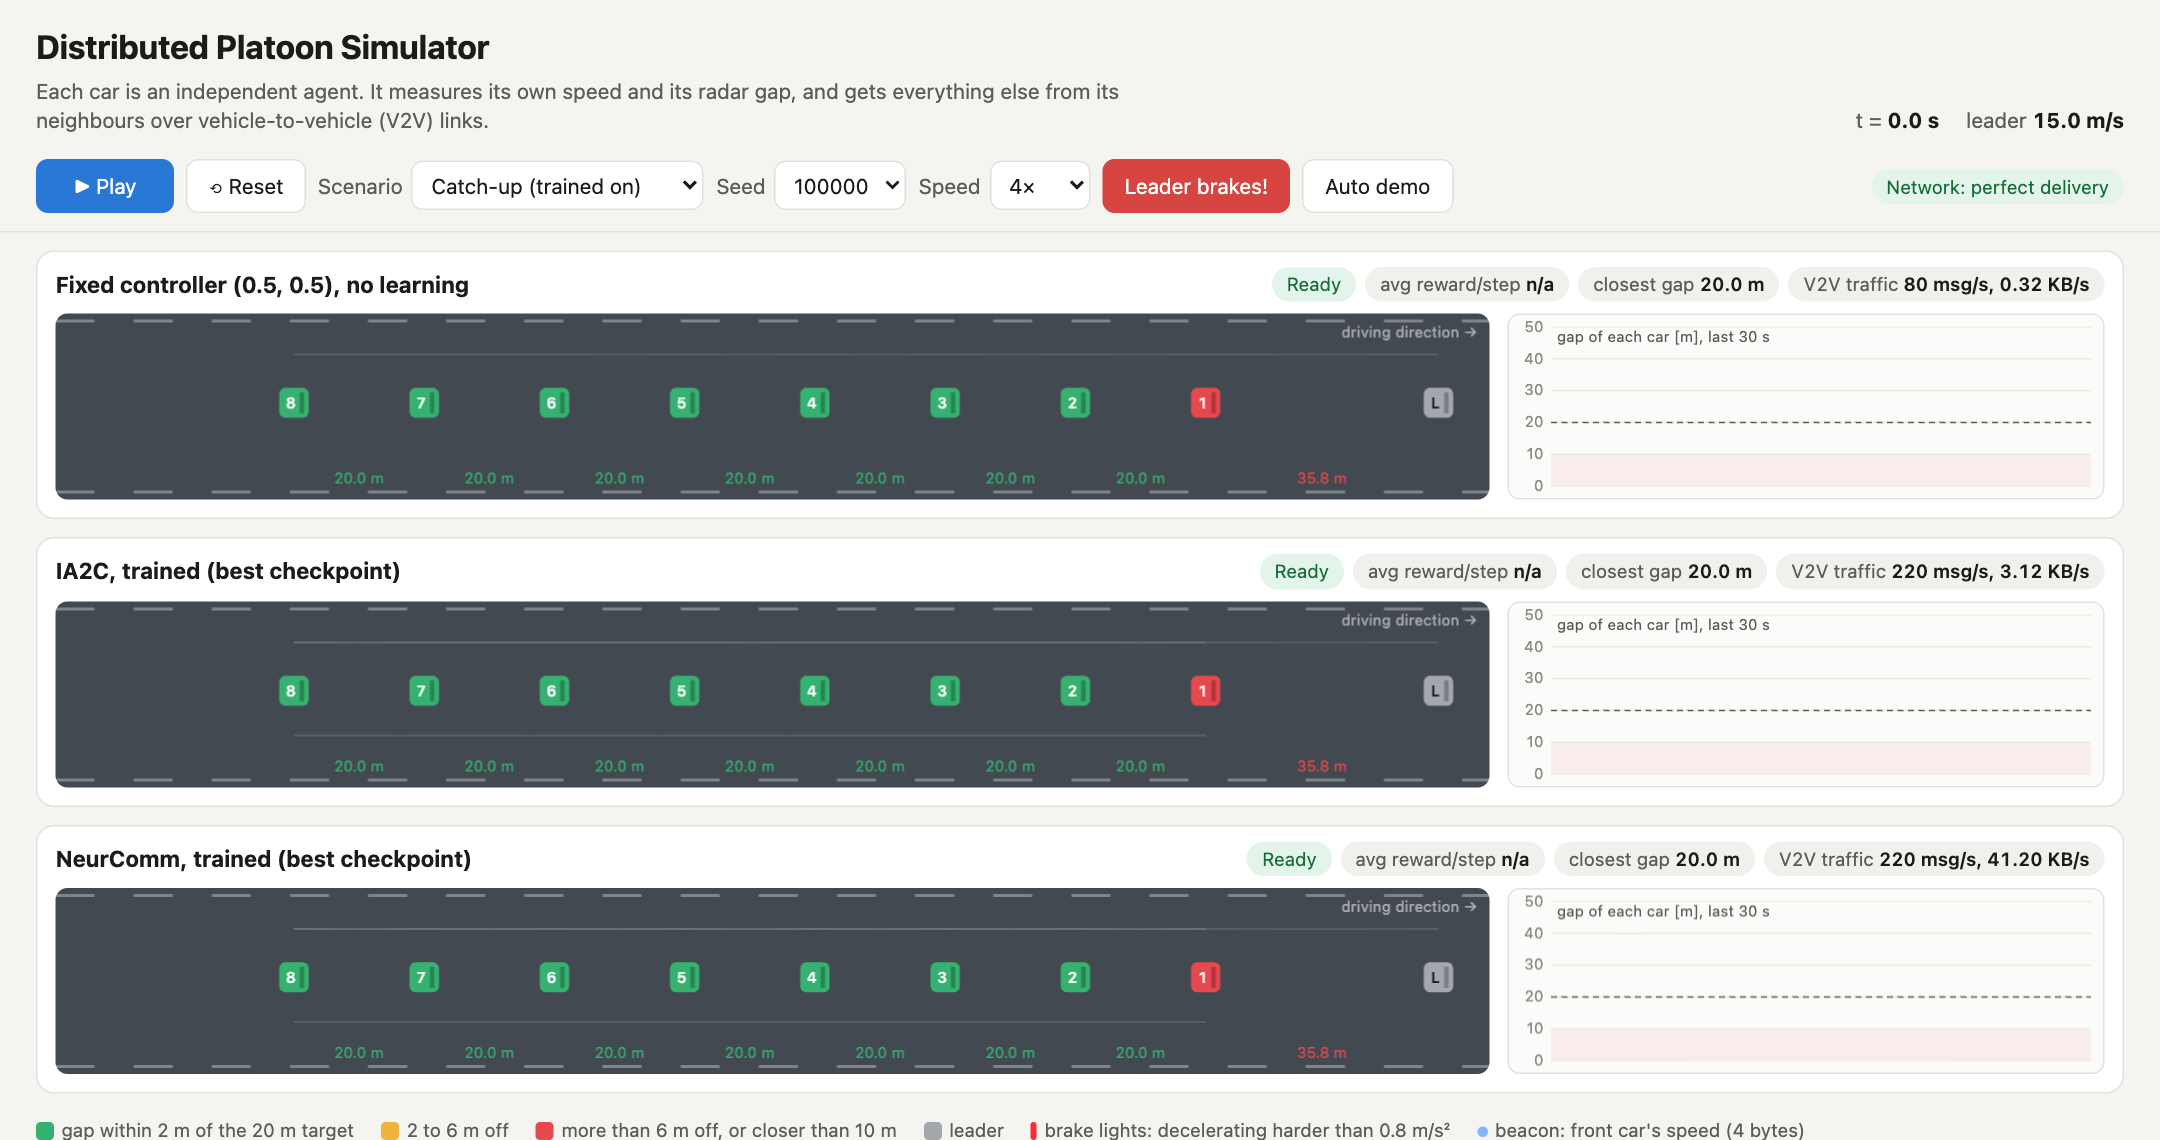 Distributed Platoon Simulator
Each car is an independent agent. It measures its own speed and its radar gap, and gets everything else from its
neighbours over vehicle-to-vehicle (V2V) links.
t = 0.0 s leader 15.0 m/s
▶ Play ⟲ Reset Scenario Catch-up (trained on) Seed 100000 Speed 4× Leader brakes! Auto demo Network: perfect delivery
Fixed controller (0.5, 0.5), no learning Ready avg reward/step n/a closest gap 20.0 m V2V traffic 80 msg/s, 0.32 KB/s
driving direction →
8 7 6 5 4 3 2 1 L
20.0 m 20.0 m 20.0 m 20.0 m 20.0 m 20.0 m 20.0 m 35.8 m
50
gap of each car [m], last 30 s
40
30
20
10
0
IA2C, trained (best checkpoint) Ready avg reward/step n/a closest gap 20.0 m V2V traffic 220 msg/s, 3.12 KB/s
driving direction →
8 7 6 5 4 3 2 1 L
20.0 m 20.0 m 20.0 m 20.0 m 20.0 m 20.0 m 20.0 m 35.8 m
50
gap of each car [m], last 30 s
40
30
20
10
0
NeurComm, trained (best checkpoint) Ready avg reward/step n/a closest gap 20.0 m V2V traffic 220 msg/s, 41.20 KB/s
driving direction →
8 7 6 5 4 3 2 1 L
20.0 m 20.0 m 20.0 m 20.0 m 20.0 m 20.0 m 20.0 m 35.8 m
50
gap of each car [m], last 30 s
40
30
20
10
0
gap within 2 m of the 20 m target 2 to 6 m off more than 6 m off, or closer than 10 m leader brake lights: decelerating harder than 0.8 m/s² beacon: front car's speed (4 bytes)